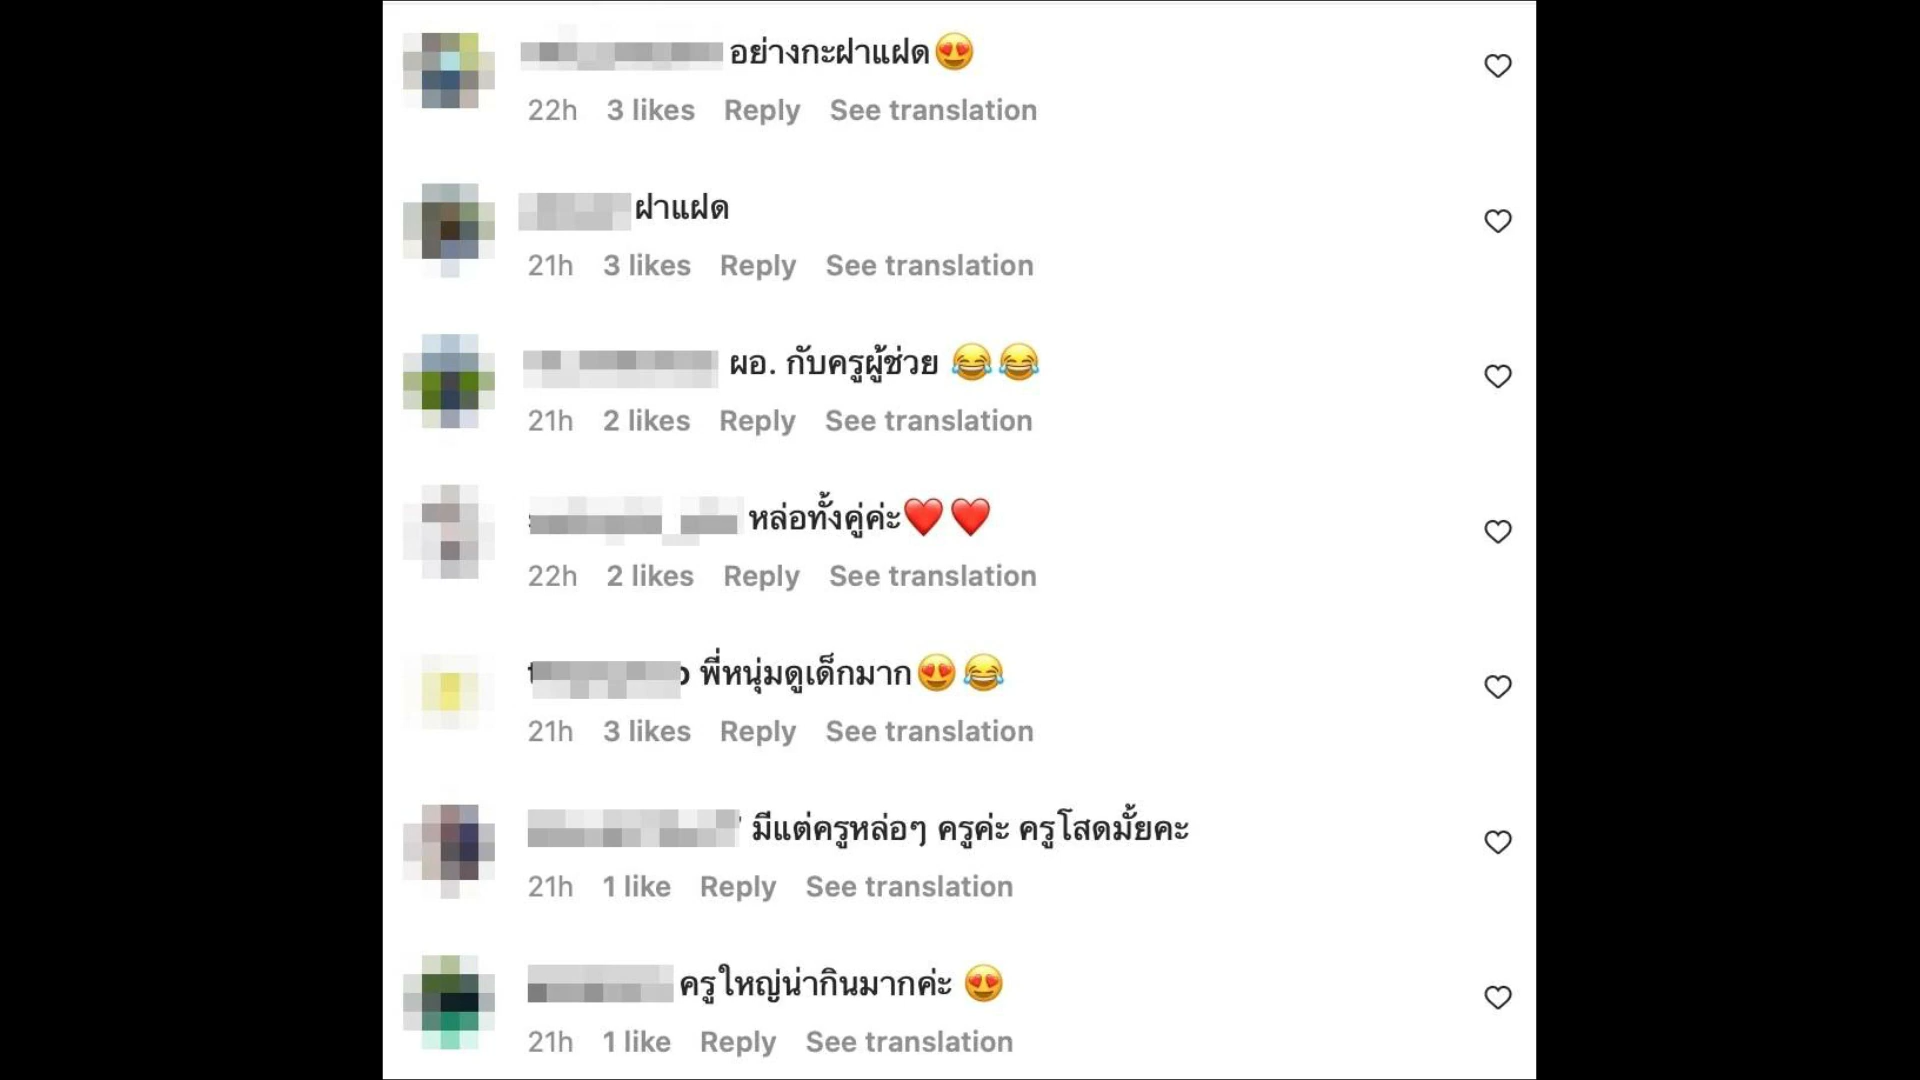 อย่างกะฝาแฝด😍
22h 3 likes Reply See translation
ฝาแฝด
21h 3 likes Reply See translation
ผอ. กับครูผู้ช่วย 😂😂
21h 2 likes Reply See translation
หล่อทั้งคู่ค่ะ❤️❤️
22h 2 likes Reply See translation
พี่หนุ่มดูเด็กมาก😍😂
21h 3 likes Reply See translation
มีแต่ครูหล่อๆ ครูค่ะ ครูโสดมั้ยคะ
21h 1 like Reply See translation
ครูใหญ่น่ากินมากค่ะ 😍
21h 1 like Reply See translation